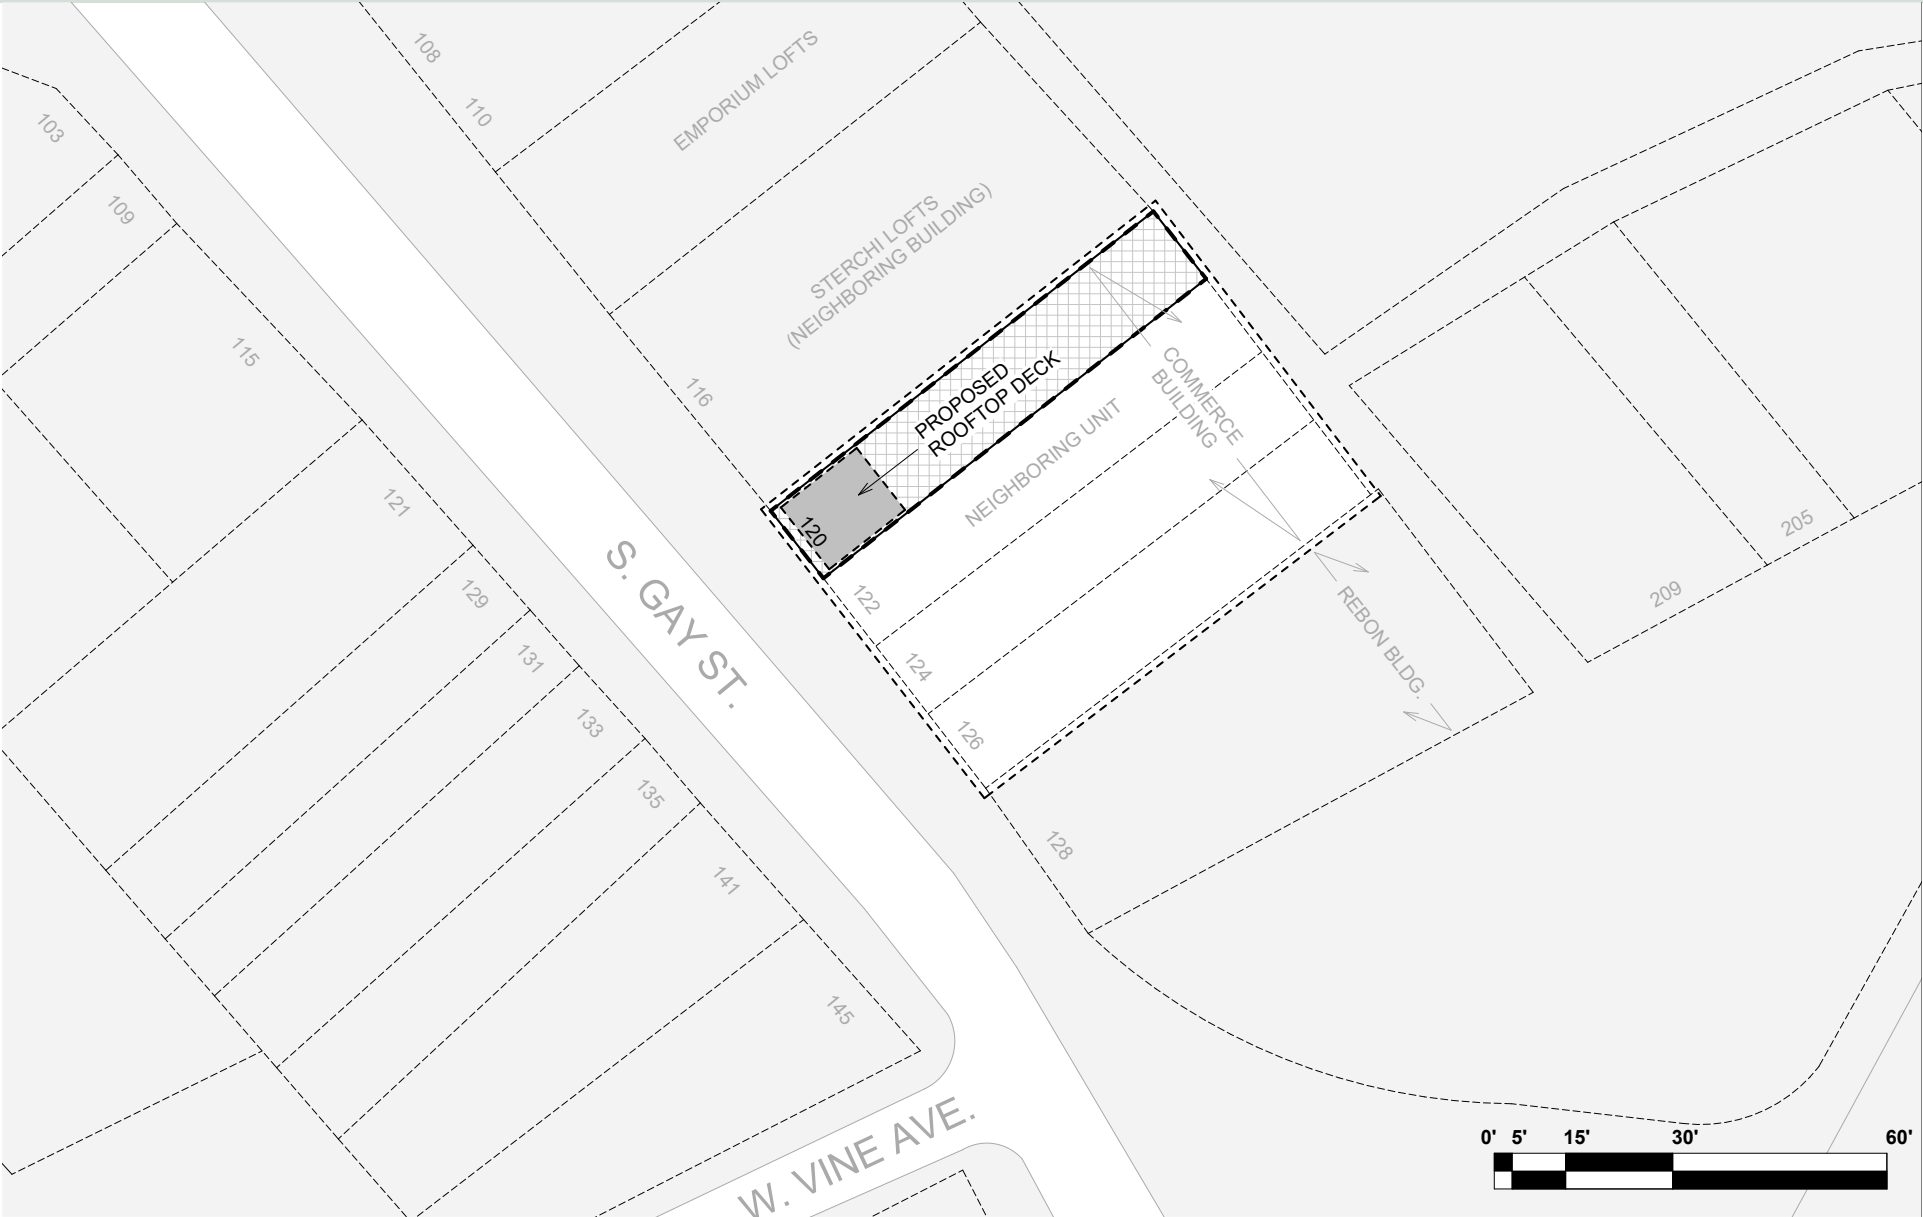 108
110
EMPORIUM LOFTS
103
109
115
STERCHI LOFTS
(NEIGHBORING BUILDING)
116
PROPOSED
ROOFTOP DECK
COMMERCE
BUILDING
NEIGHBORING UNIT
120
121
S. GAY ST.
122
124
126
129
131
133
135
141
145
128
REBON BLDG.
205
209
W. VINE AVE.
0' 5' 15' 30' 60'